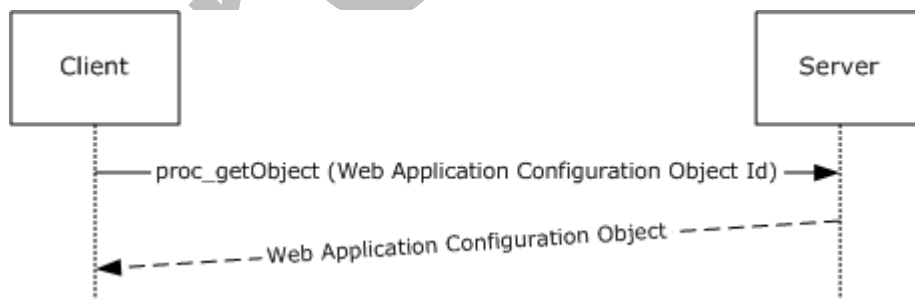 Client
Server
proc_getObject (Web Application Configuration Object Id)
Web Application Configuration Object